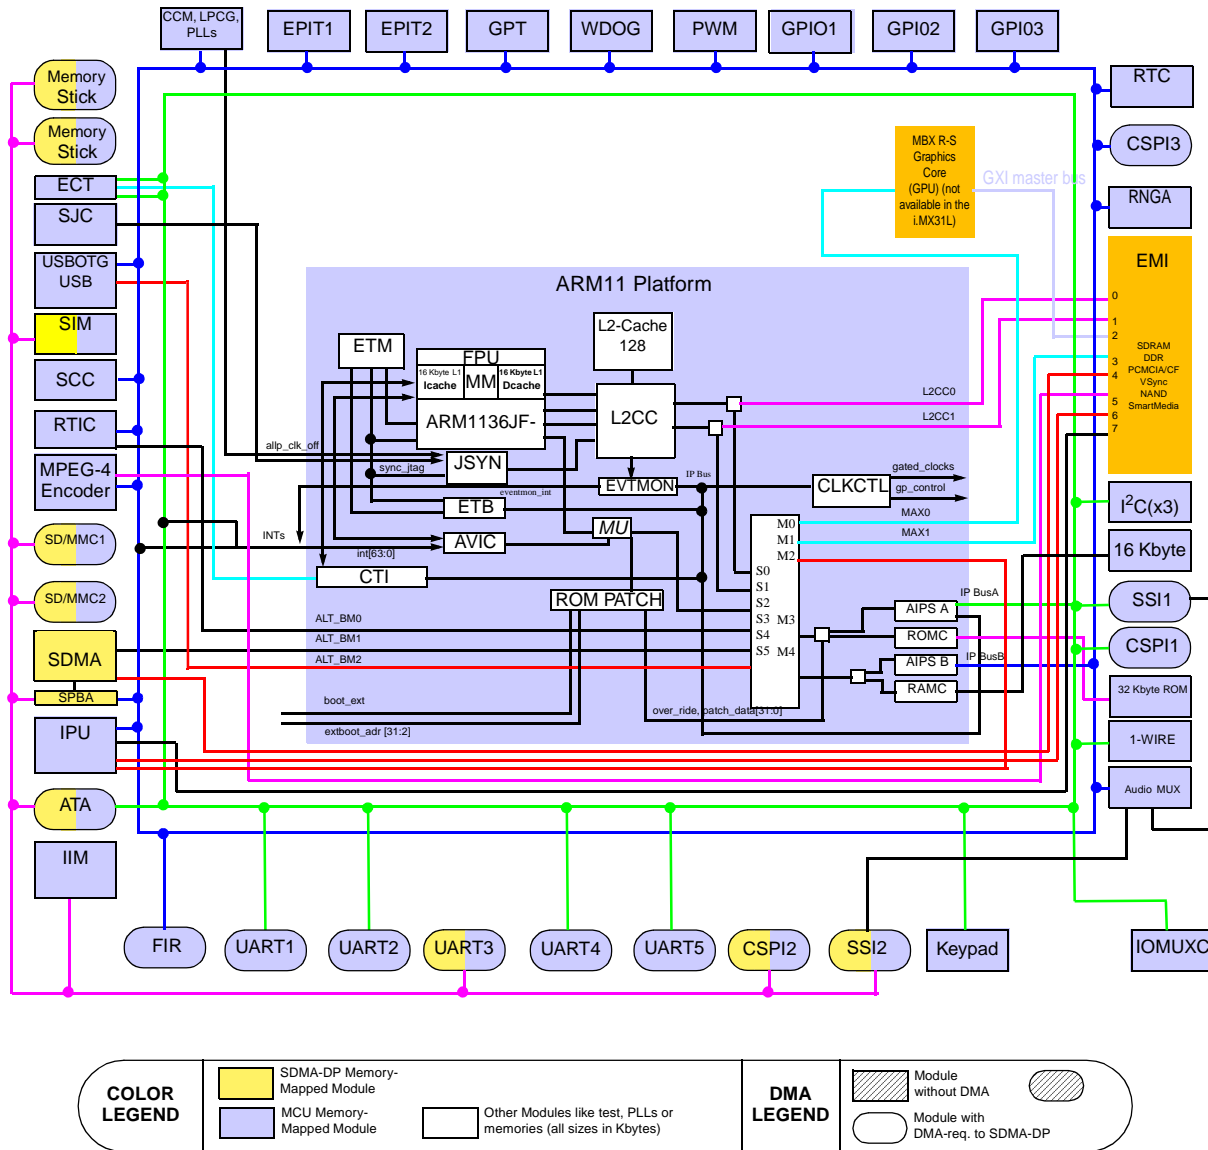 CCM, LPCG,
PLLs
EPIT1
EPIT2
GPT
WDOG
PWM
GPIO1
GPI02
GPI03
Memory
Stick
Memory
Stick
ECT
SJC
USBOTG
USB
SIM
SCC
RTIC
MPEG-4
Encoder
SD/MMC1
SD/MMC2
SDMA
SPBA
IPU
ATA
IIM
RTC
CSPI3
RNGA
EMI
0
1
2
3
4
5
6
7
SDRAM
DDR
PCMCIA/CF
VSync
NAND
SmartMedia
I2C(x3)
16 Kbyte
SSI1
CSPI1
32 Kbyte ROM
1-WIRE
Audio MUX
MBX R-S
Graphics
Core
(GPU) (not
available in the
i.MX31L)
GXI master bus
ARM11 Platform
L2-Cache
128
ETM
FPU
16 Kbyte L1
Icache
MM
16 Kbyte L1
Dcache
ARM1136JF-
L2CC
L2CC0
L2CC1
allp_clk_off
sync_jtag
JSYN
IP Bus
EVTMON
eventmon_int
CLKCTL
gated_clocks
gp_control
ETB
MU
INTs
int[63:0]
AVIC
CTI
ROM PATCH
MAX0
MAX1
M0
M1
M2
M3
M4
S0
S1
S2
S3
S4
S5
ALT_BM0
ALT_BM1
ALT_BM2
boot_ext
extboot_adr [31:2]
over_ride, patch_data[31:0]
AIPS A
IP BusA
ROMC
AIPS B
IP BusB
RAMC
FIR
UART1
UART2
UART3
UART4
UART5
CSPI2
SSI2
Keypad
IOMUXC
COLOR
LEGEND
SDMA-DP Memory-
Mapped Module
MCU Memory-
Mapped Module
Other Modules like test, PLLs or
memories (all sizes in Kbytes)
DMA
LEGEND
Module
without DMA
Module with
DMA-req. to SDMA-DP